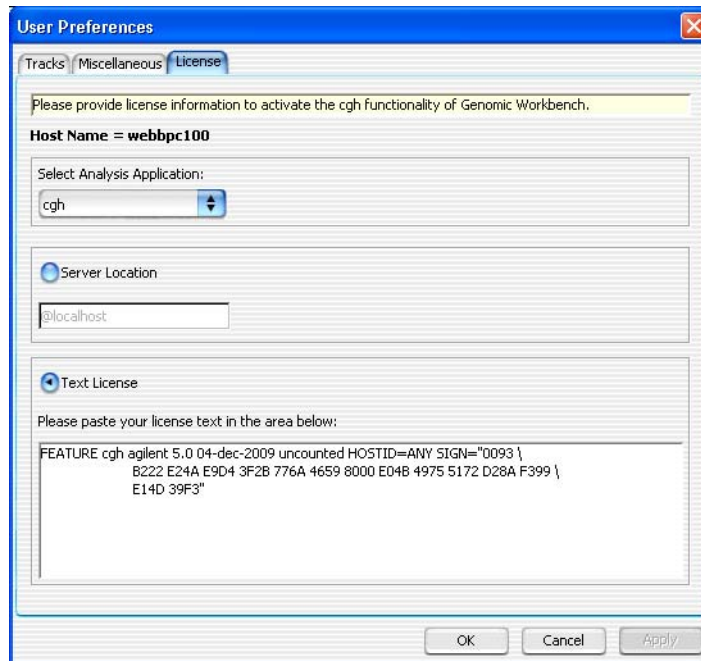 User Preferences
Tracks Miscellaneous License
Please provide license information to activate the cgh functionality of Genomic Workbench.
Host Name = webbpc100
Select Analysis Application:
cgh
Server Location
@localhost
Text License
Please paste your license text in the area below:
FEATURE cgh agilent 5.0 04-dec-2009 uncounted HOSTID=ANY SIGN="0093 \
B222 E24A E9D4 3F2B 776A 4659 8000 E04B 4975 5172 D28A F399 \
E14D 39F3"
OK Cancel Apply